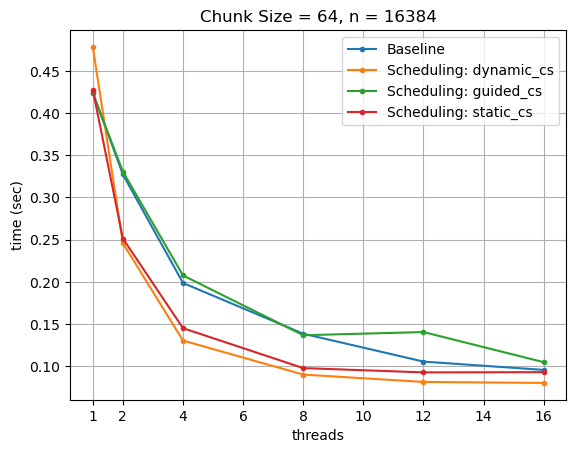 Chunk Size = 64, n = 16384
Baseline
Scheduling: dynamic_cs
Scheduling: guided_cs
Scheduling: static_cs
time (sec)
0.45
0.40
0.35
0.30
0.25
0.20
0.15
0.10
1 2 4 6 8 10 12 14 16
threads